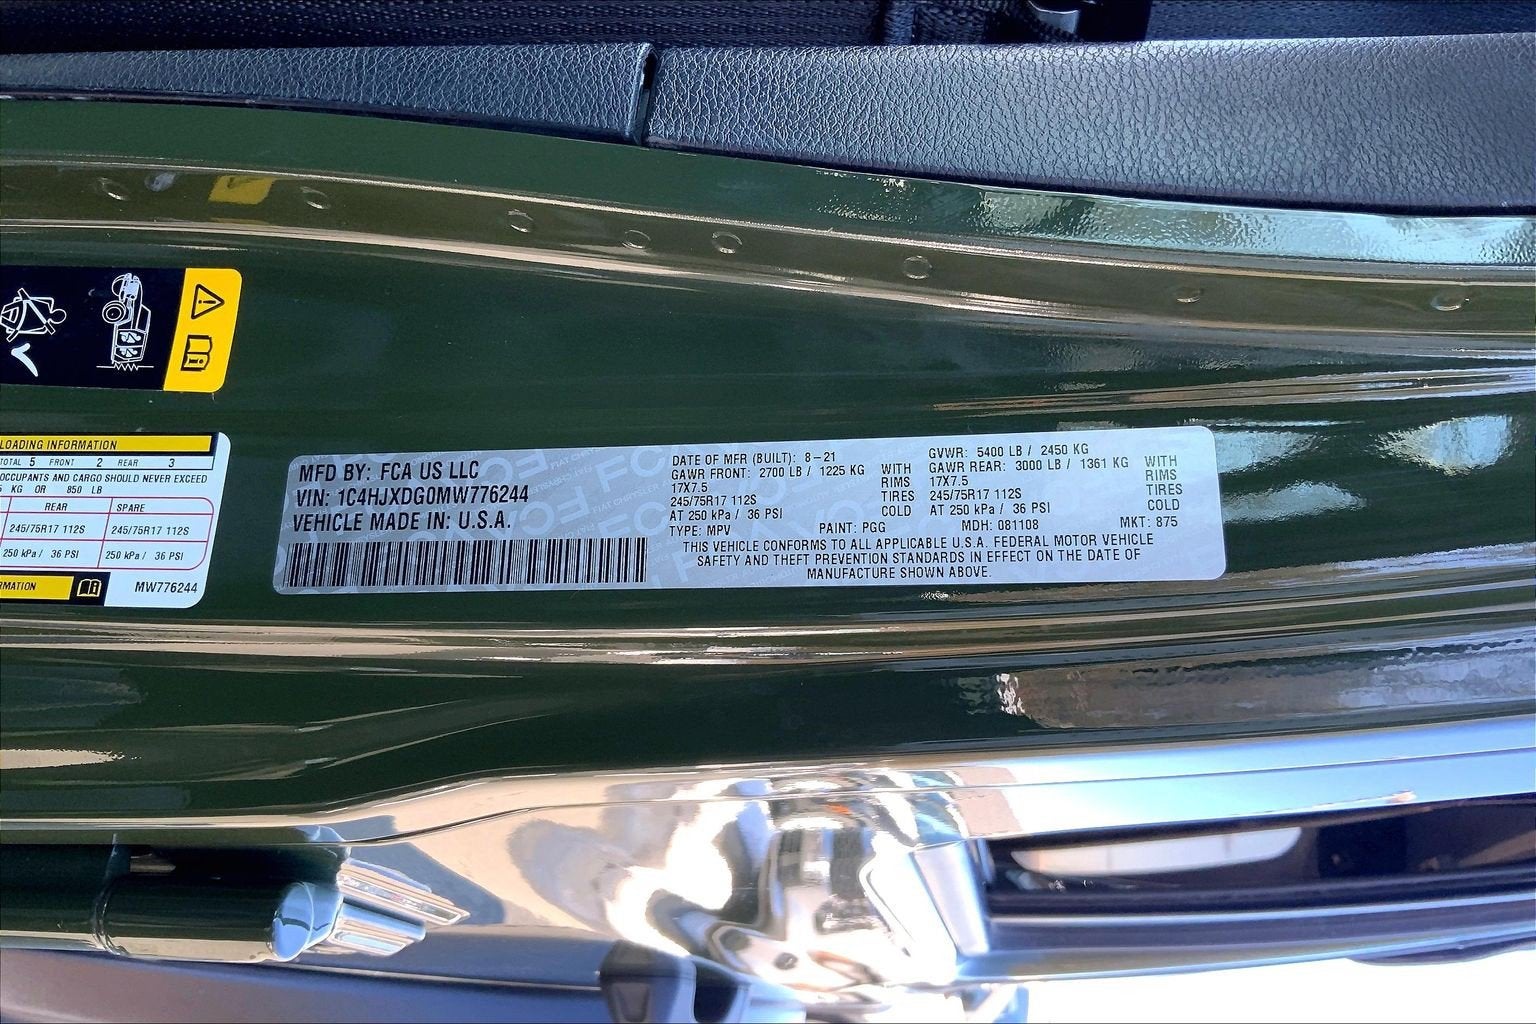 LOADING INFORMATION
TOTAL 5 FRONT 2 REAR 3
OCCUPANTS AND CARGO SHOULD NEVER EXCEED
KG OR 850 LB
REAR SPARE
245/75R17 112S 245/75R17 112S
250 kPa / 36 PSI 250 kPa / 36 PSI
MW776244
MFD BY: FCA US LLC
VIN: 1C4HJXDG0MW776244
VEHICLE MADE IN: U.S.A.
DATE OF MFR (BUILT): 8-21 GVWR: 5400 LB / 2450 KG
GAWR FRONT: 2700 LB / 1225 KG WITH GAWR REAR: 3000 LB / 1361 KG WITH
17X7.5 RIMS 17X7.5 RIMS
245/75R17 112S TIRES 245/75R17 112S TIRES
AT 250 kPa / 36 PSI COLD AT 250 kPa / 36 PSI COLD
TYPE: MPV PAINT: PGG MDH: 081108 MKT: 875
THIS VEHICLE CONFORMS TO ALL APPLICABLE U.S.A. FEDERAL MOTOR VEHICLE
SAFETY AND THEFT PREVENTION STANDARDS IN EFFECT ON THE DATE OF
MANUFACTURE SHOWN ABOVE.